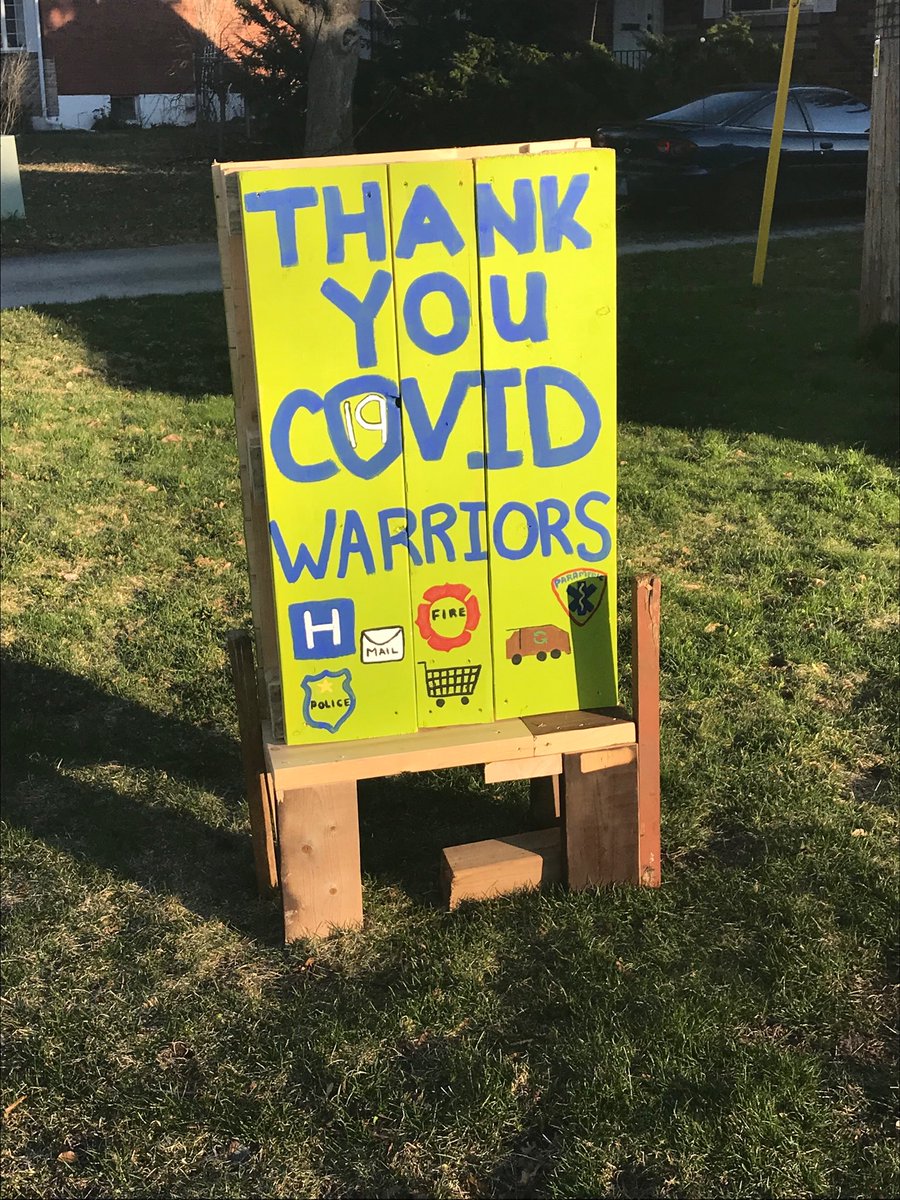 THANK
YOU
COVID
19
WARRIORS
H
MAIL
FIRE
G
PARAMEDIC
POLICE